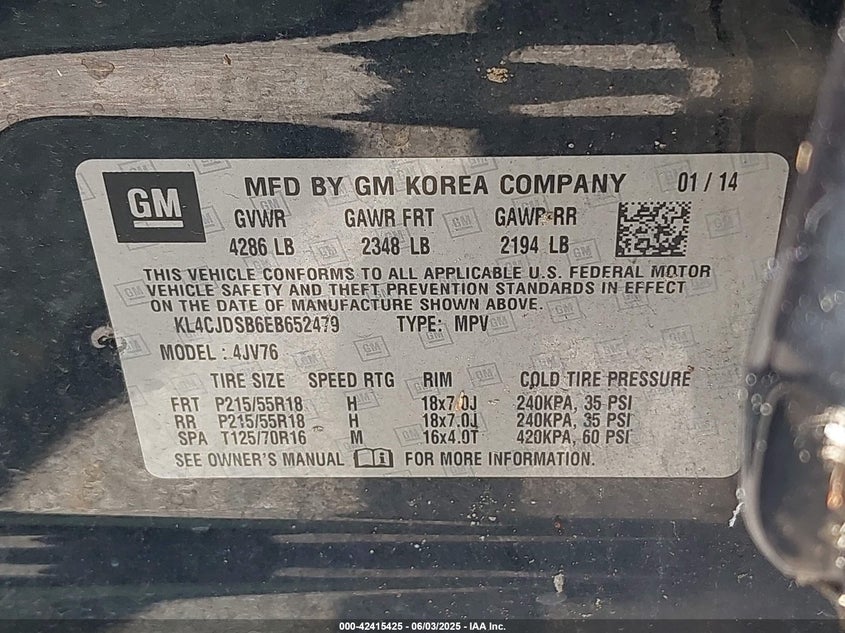 GM MFD BY GM KOREA COMPANY 01 / 14
GVWR GAWR FRT GAWR RR
4286 LB 2348 LB 2194 LB
THIS VEHICLE CONFORMS TO ALL APPLICABLE U.S. FEDERAL MOTOR
VEHICLE SAFETY AND THEFT PREVENTION STANDARDS IN EFFECT
ON THE DATE OF MANUFACTURE SHOWN ABOVE.
KL4CJDSB6EB652479 TYPE: MPV
MODEL : 4JV76
TIRE SIZE SPEED RTG RIM COLD TIRE PRESSURE
FRT P215/55R18 H 18x7.0J 240KPA, 35 PSI
RR P215/55R18 H 18x7.0J 240KPA, 35 PSI
SPA T125/70R16 M 16x4.0T 420KPA, 60 PSI
SEE OWNER'S MANUAL FOR MORE INFORMATION.
000-42415425 - 06/03/2025 - IAA Inc.